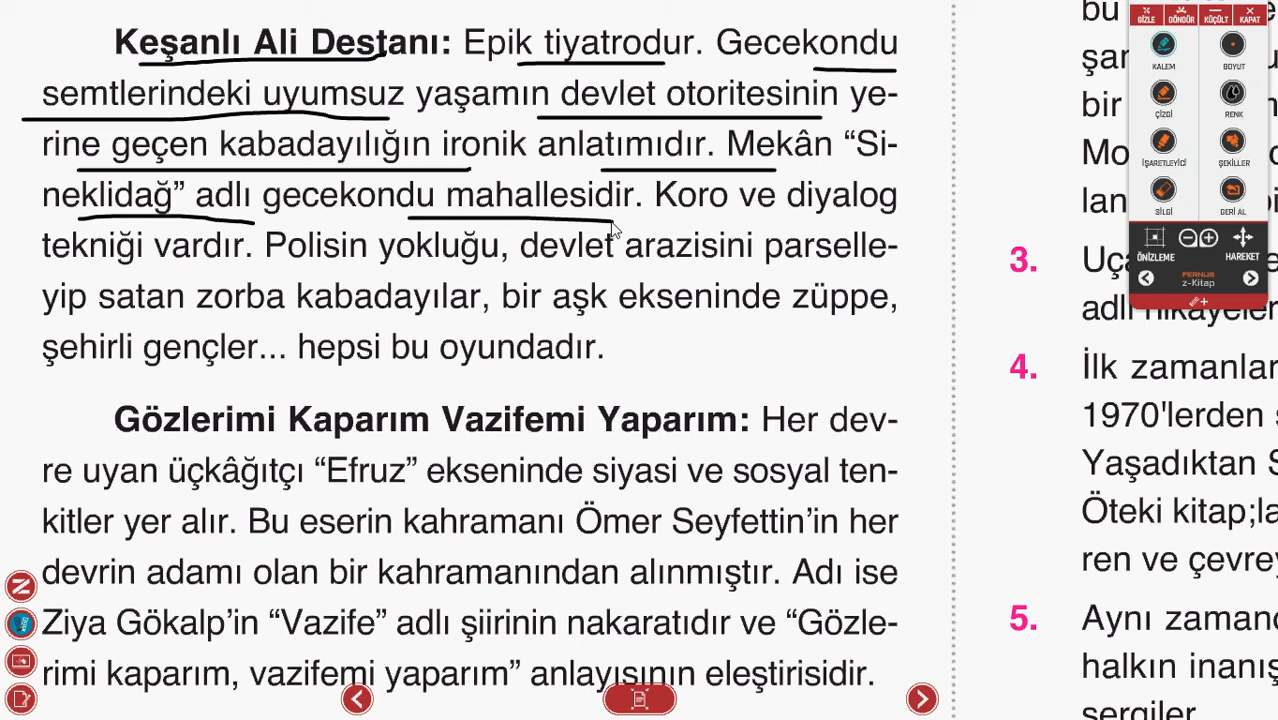 Keşanlı Ali Destanı: Epik tiyatrodur. Gecekondu
semtlerindeki uyumsuz yaşamın devlet otoritesinin ye-
rine geçen kabadayılığın ironik anlatımıdır. Mekân “Si-
neklidağ” adlı gecekondu mahallesidir. Koro ve diyalog
tekniği vardır. Polisin yokluğu, devlet arazisini parselle-
yip satan zorba kabadayılar, bir aşk ekseninde züppe,
şehirli gençler... hepsi bu oyundadır.
Gözlerimi Kaparım Vazifemi Yaparım: Her dev-
re uyan üçkâğıtçı “Efruz” ekseninde siyasi ve sosyal ten-
kitler yer alır. Bu eserin kahramanı Ömer Seyfettin’in her
devrin adamı olan bir kahramanından alınmıştır. Adı ise
Ziya Gökalp’in “Vazife” adlı şiirinin nakaratıdır ve “Gözle-
rimi kaparım, vazifemi yaparım” anlayışının eleştirisidir.
bu
bir
3.
adlı hikâyeler
4. İlk zamanlar
1970'lerden
Yaşadıktan
Öteki kitap;la
ren ve çevrey
5. Aynı zamand
halkın inanış
sergiler
GİZLE DÖNDÜR KÜÇÜLT KAPAT
KALEM BOYUT
ÇİZGİ RENK
İŞARETLEYİCİ ŞEKİLLER
SİLGİ GERİ AL
ÖNİZLEME HAREKET
FERNUS
z-Kitap